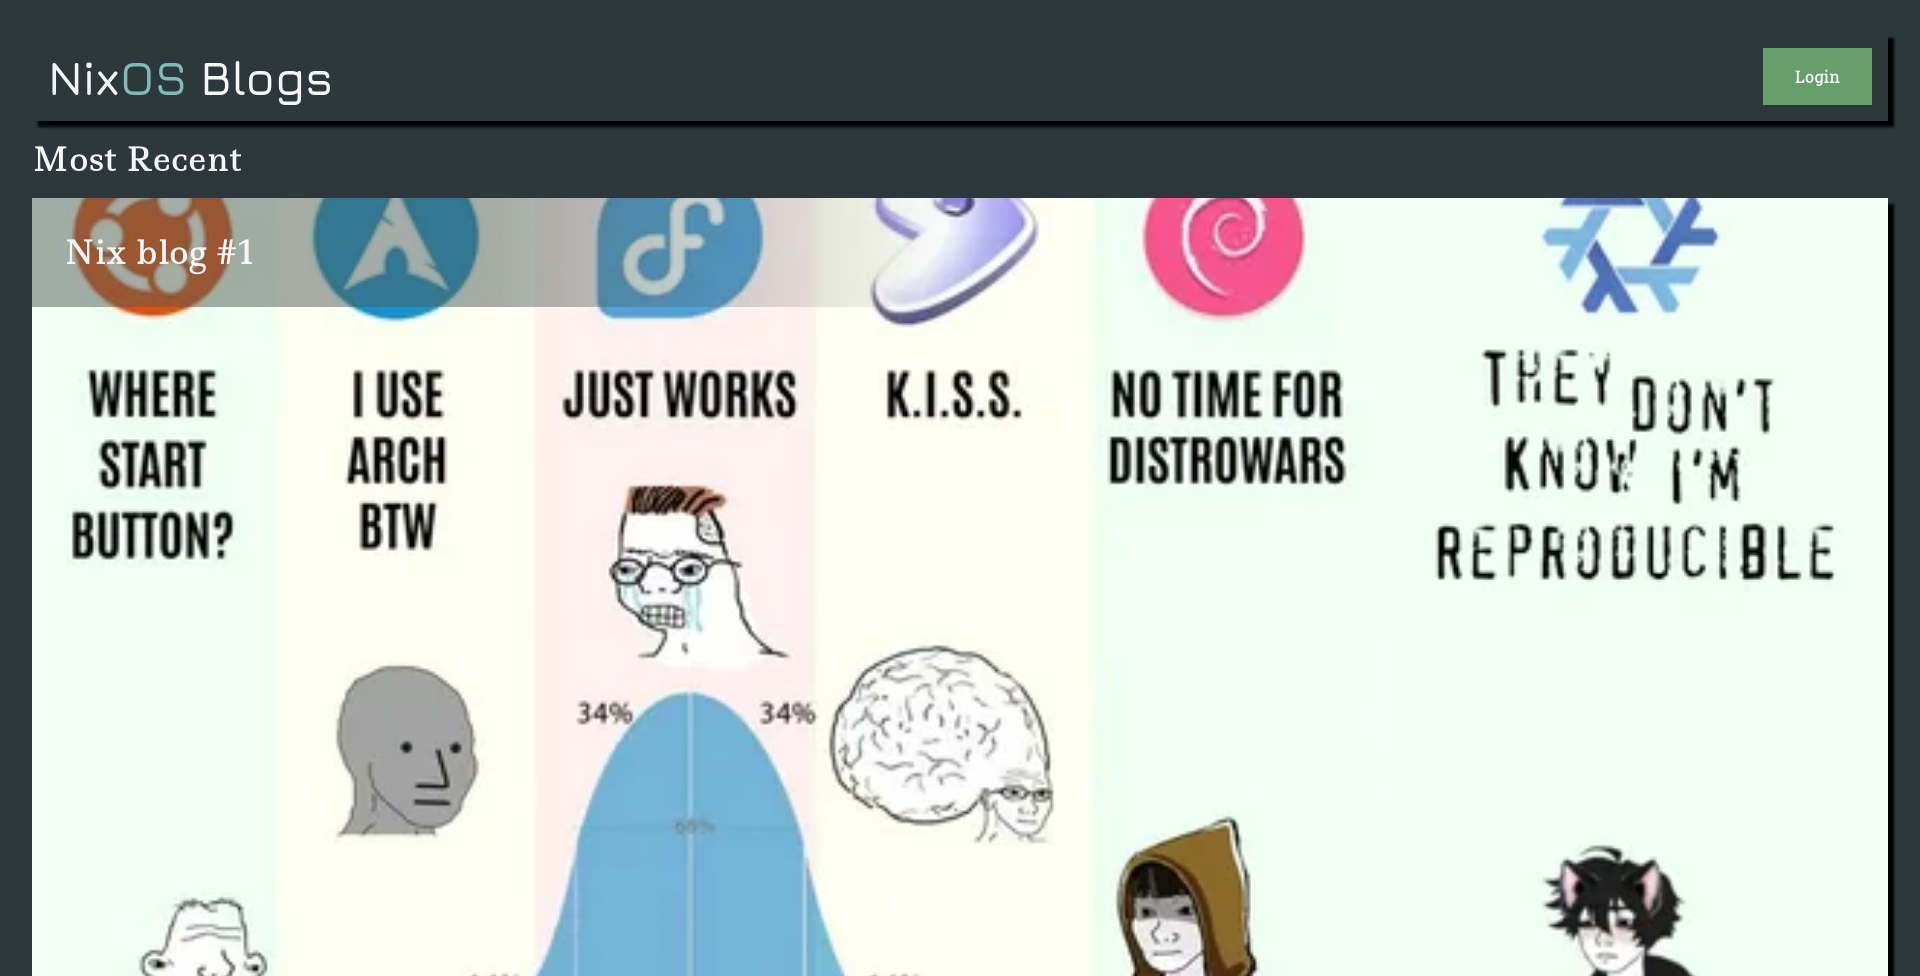 NixOS Blogs
Login
Most Recent
Nix blog #1
WHERE
START
BUTTON?
I USE
ARCH
BTW
JUST WORKS
K.I.S.S.
NO TIME FOR
DISTROWARS
THEY DON'T
KNOW I'M
REPRODUCIBLE
34%
34%
68%